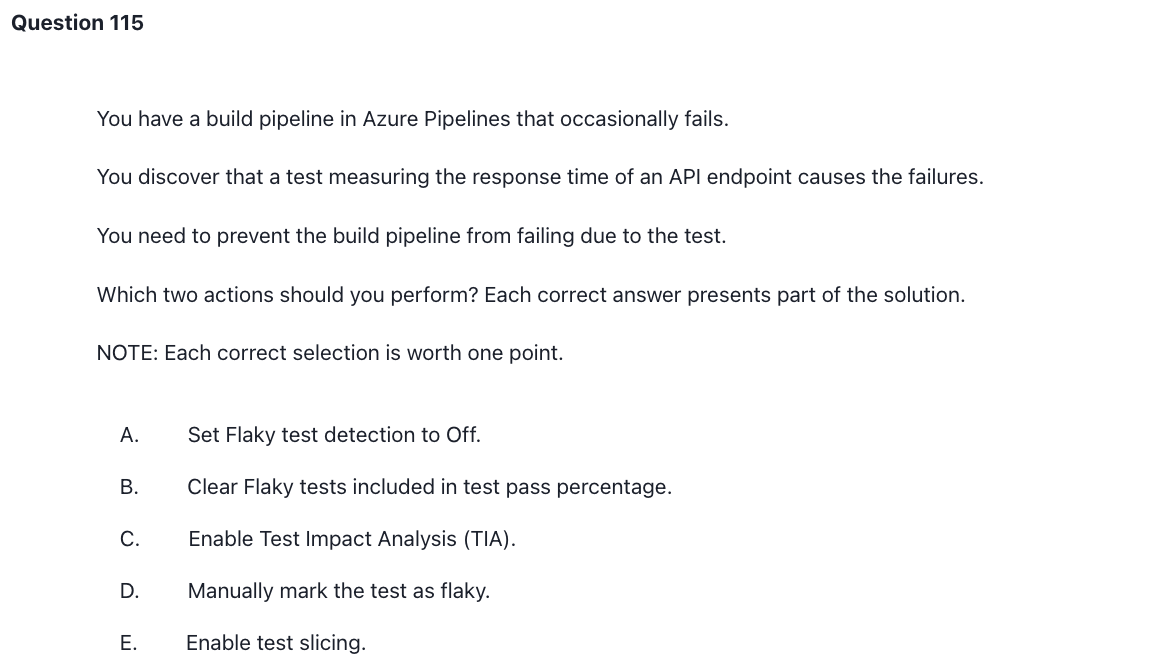 Question 115
You have a build pipeline in Azure Pipelines that occasionally fails.
You discover that a test measuring the response time of an API endpoint causes the failures.
You need to prevent the build pipeline from failing due to the test.
Which two actions should you perform? Each correct answer presents part of the solution.
NOTE: Each correct selection is worth one point.
A. Set Flaky test detection to Off.
B. Clear Flaky tests included in test pass percentage.
C. Enable Test Impact Analysis (TIA).
D. Manually mark the test as flaky.
E. Enable test slicing.